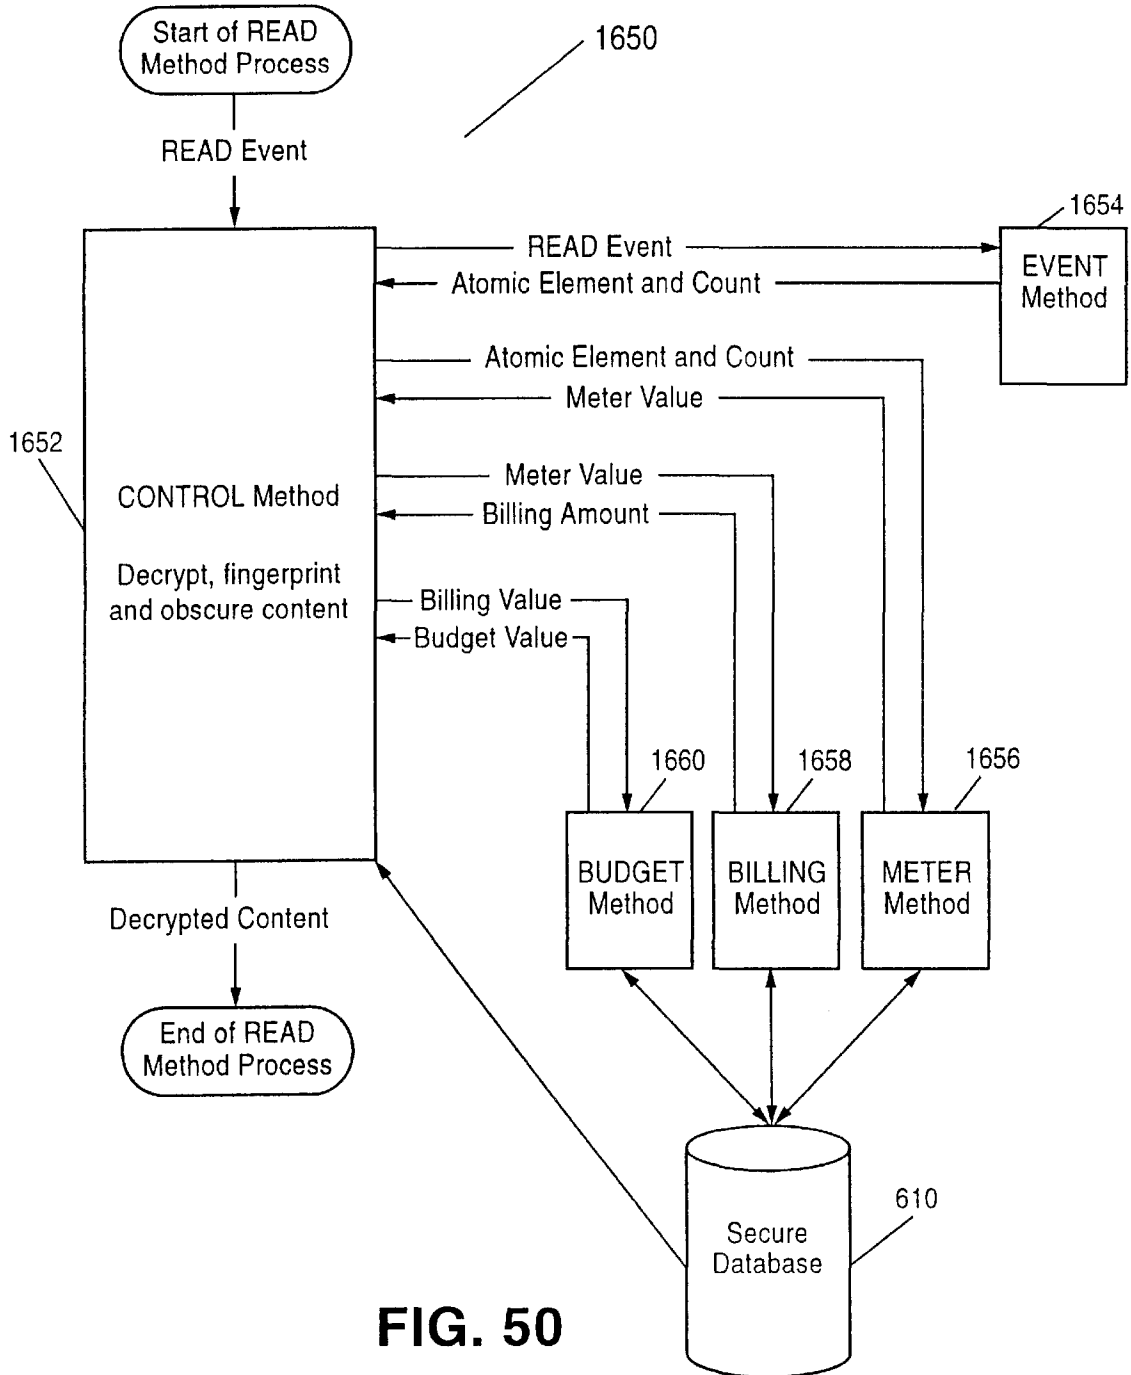 Start of READ
Method Process
1650
READ Event
1654
READ Event
EVENT
Method
Atomic Element and Count
Atomic Element and Count
Meter Value
1652
CONTROL Method
Decrypt, fingerprint
and obscure content
Meter Value
Billing Amount
Billing Value
Budget Value
1660
1658
1656
BUDGET
Method
BILLING
Method
METER
Method
Decrypted Content
End of READ
Method Process
610
Secure
Database
FIG. 50